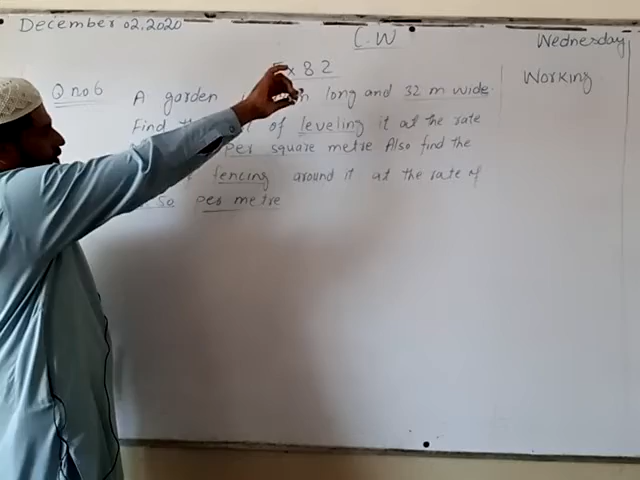 December 02.2020
C.W
Wednesday
x 8 2
Working
Q no 6
A garden long and 32 m wide.
Find of leveling it at the rate
per square metre Also find the
fencing around it at the rate of
50 per metre